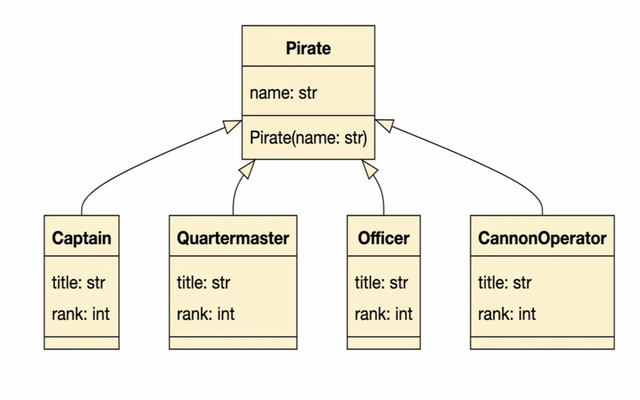 Pirate
name: str
Pirate(name: str)
Captain
title: str
rank: int
Quartermaster
title: str
rank: int
Officer
title: str
rank: int
CannonOperator
title: str
rank: int